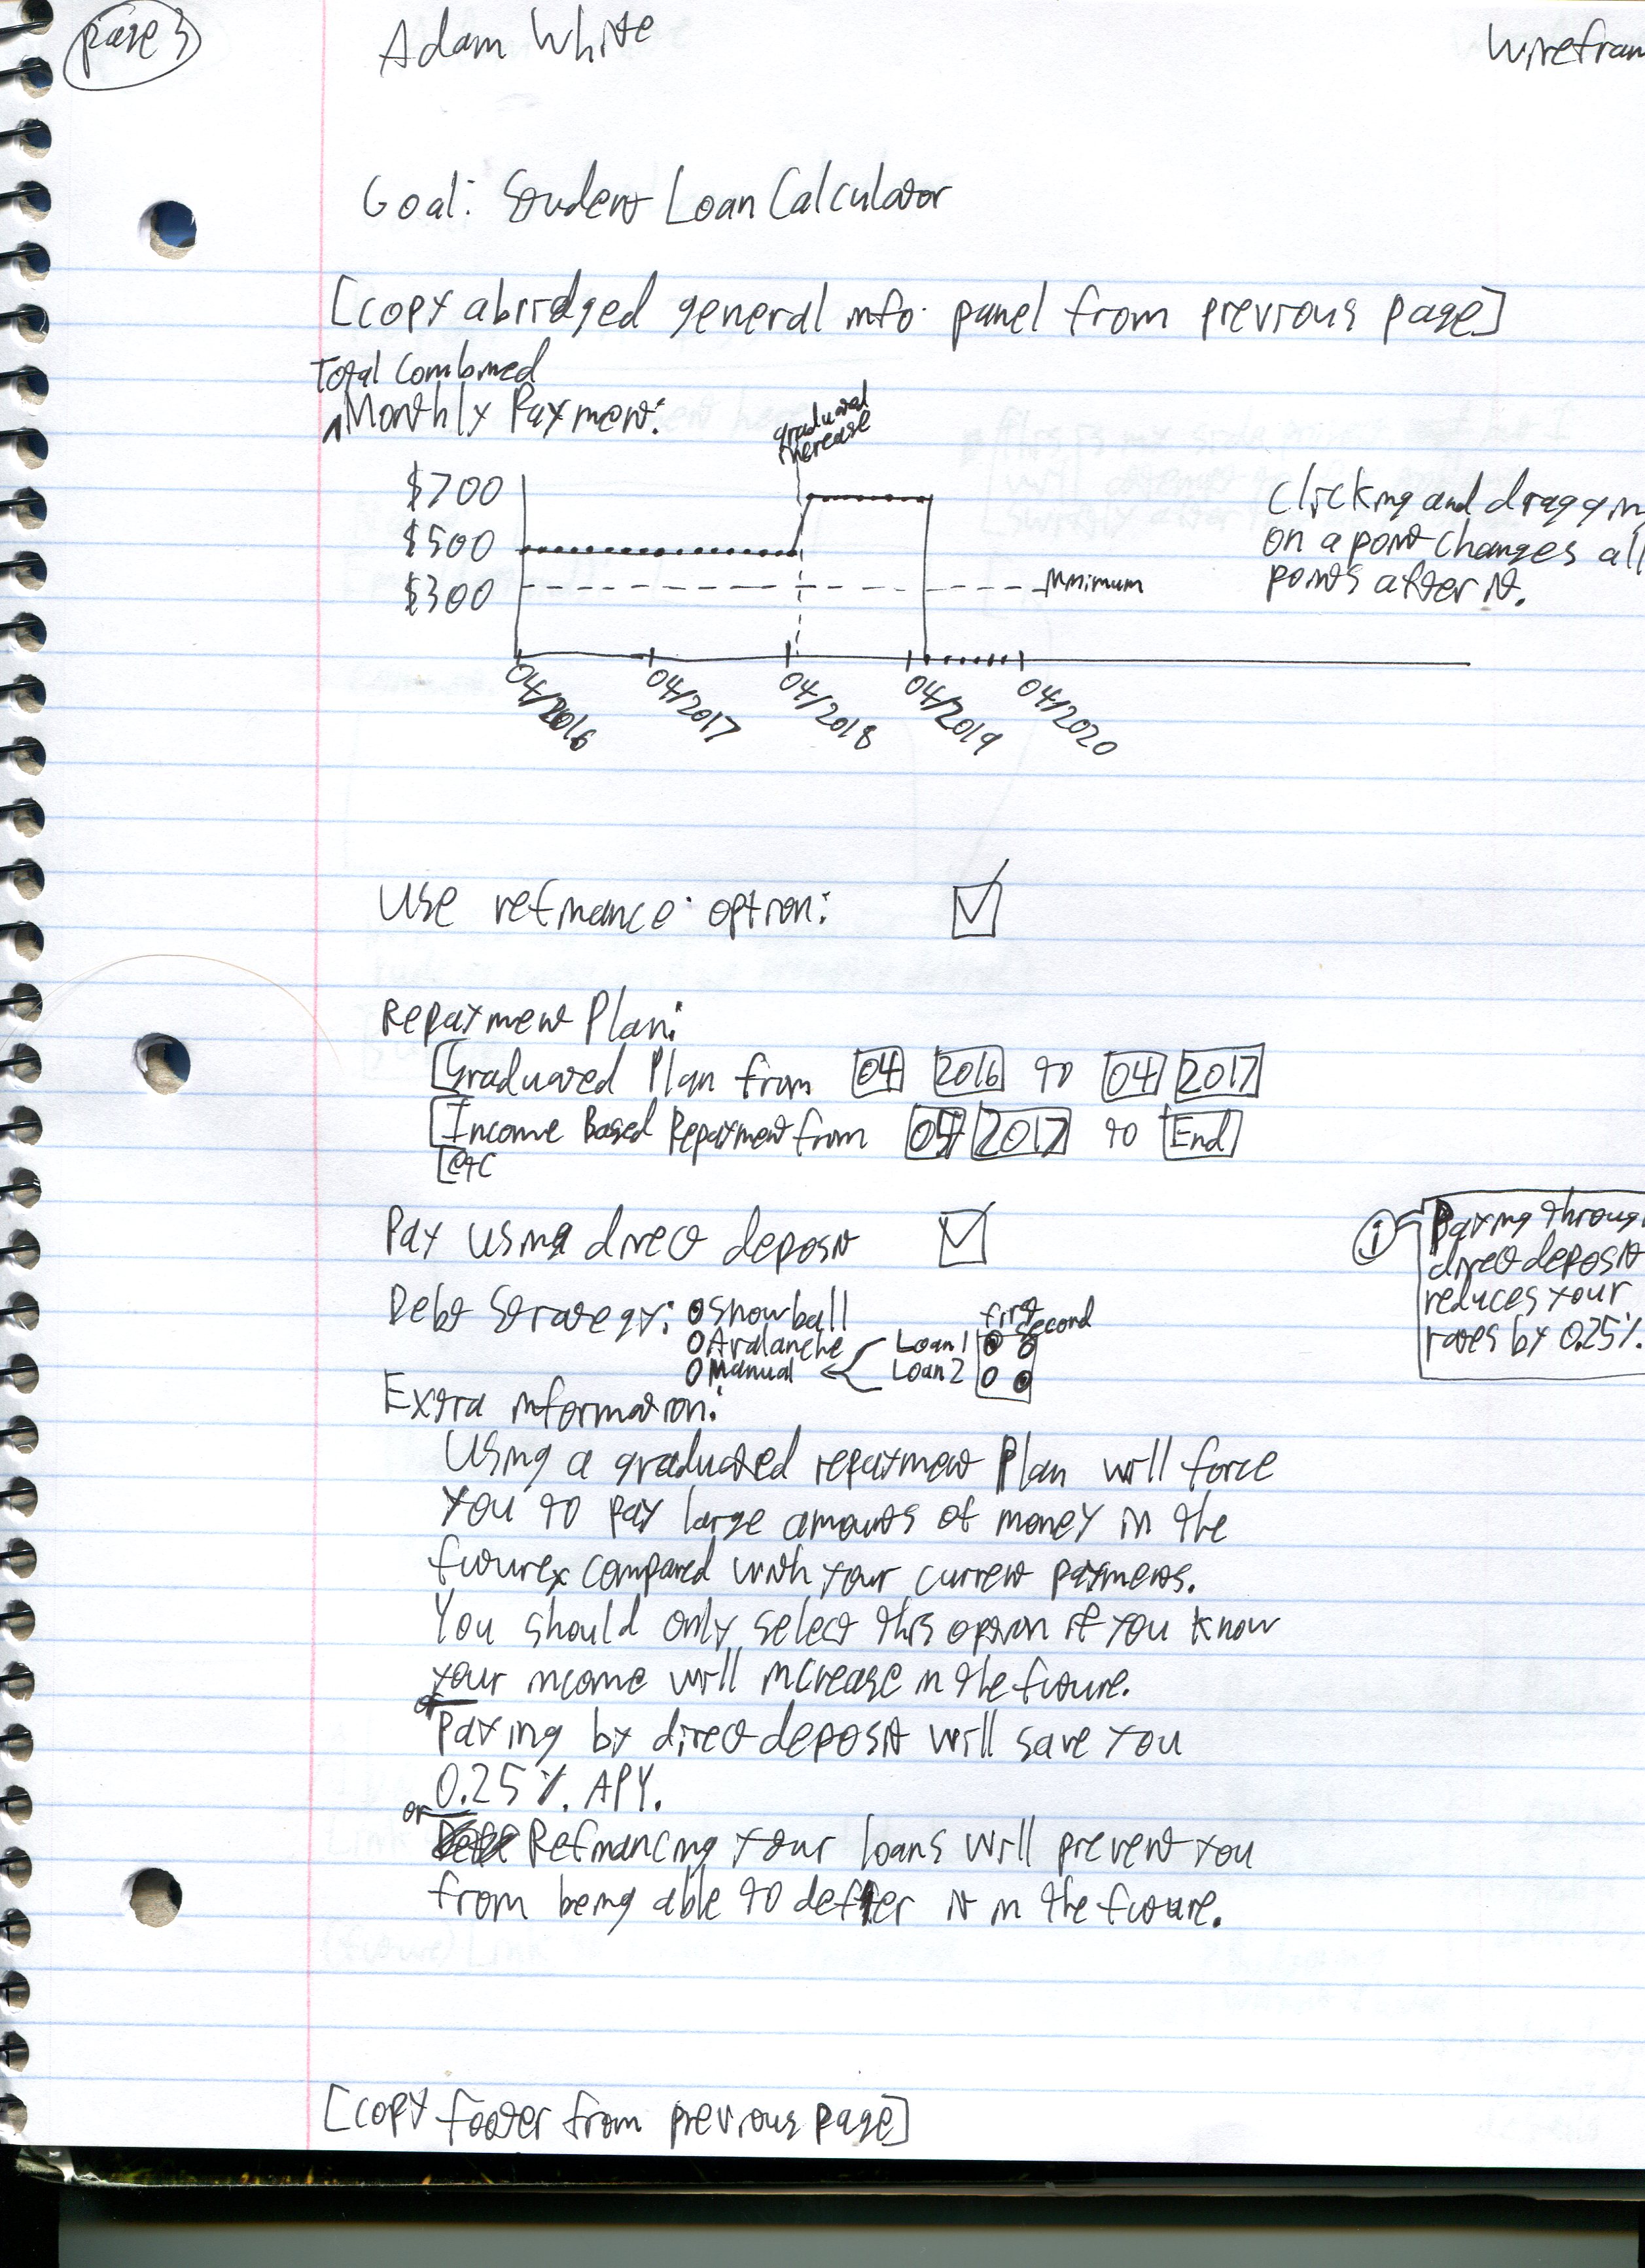 page 3
Adam White
Wirefram
Goal: Student Loan Calculator
[copy abridged general info. panel from previous page]
Total Combined
Monthly Payment:
graduated
increase
$700
$500
$300
Minimum
04/2016
04/2017
04/2018
04/2019
04/2020
Clicking and draggin
on a point changes all
points after it.
Use refinance option:
Repayment Plan:
[Graduated Plan from 04 2016 to 04 2017
[Income Based Repayment from 05 2017 to End]
[etc
Pay using direct deposit
i
Paying throug
direct deposit
reduces your
rates by 0.25%.
Debt Strategy: Snowball
Avalanche
Manual
first
second
Loan 1
Loan 2
Extra information:
Using a graduated repayment plan will force
you to pay large amounts of money in the
future compared with your current payments.
You should only select this option if you know
your income will increase in the future.
or
Paying by direct deposit will save you
0.25%. APY.
or
Refinancing your loans will prevent you
from being able to deffer it in the future.
[copy footer from previous page]